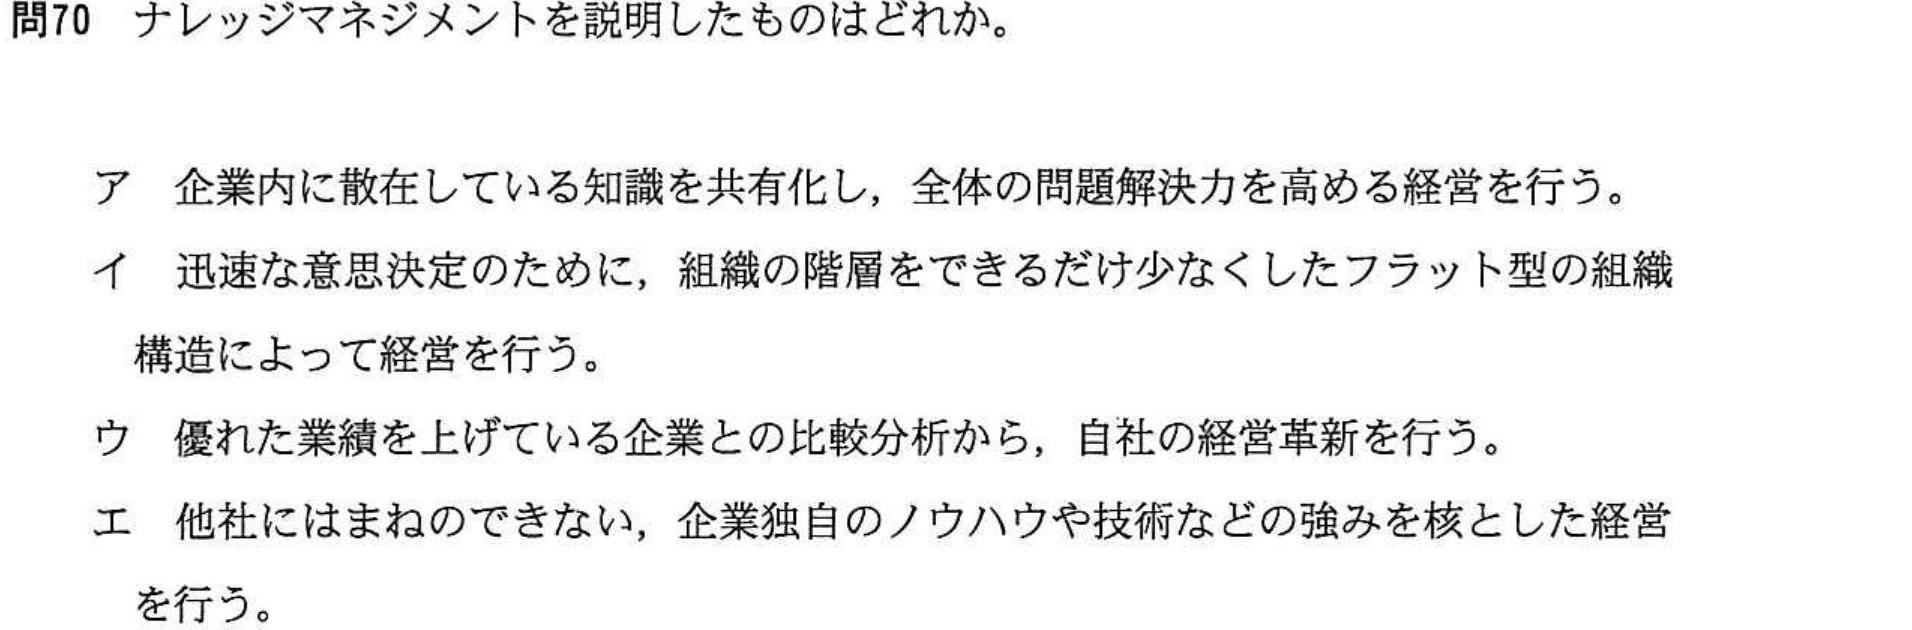 問70 ナレッジマネジメントを説明したものはどれか。
ア 企業内に散在している知識を共有化し，全体の問題解決力を高める経営を行う。
イ 迅速な意思決定のために，組織の階層をできるだけ少なくしたフラット型の組織
構造によって経営を行う。
ウ 優れた業績を上げている企業との比較分析から，自社の経営革新を行う。
エ 他社にはまねのできない，企業独自のノウハウや技術などの強みを核とした経営
を行う。